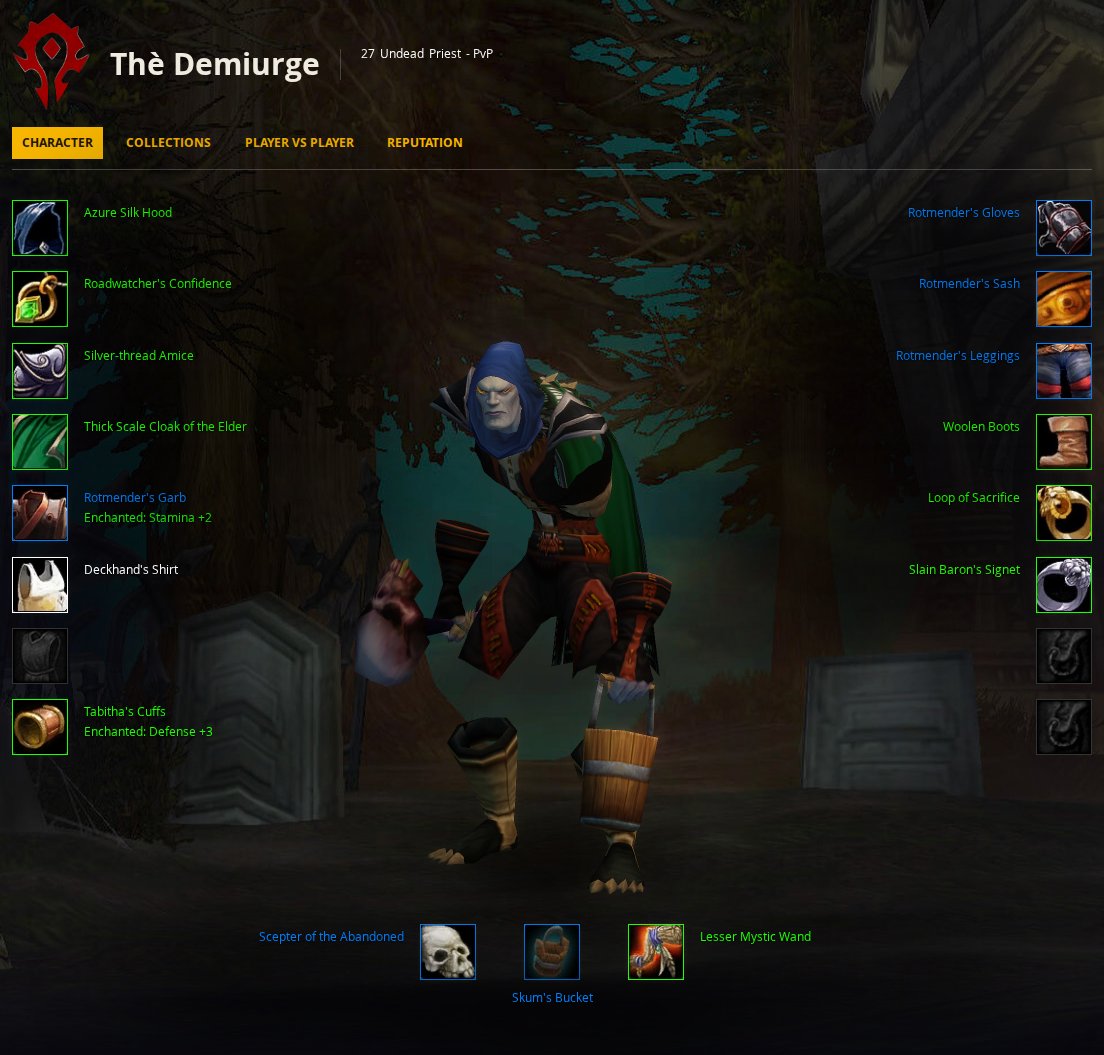 Thè Demiurge
27 Undead Priest - PvP
CHARACTER
COLLECTIONS
PLAYER VS PLAYER
REPUTATION
Azure Silk Hood
Roadwatcher's Confidence
Silver-thread Amice
Thick Scale Cloak of the Elder
Rotmender's Garb
Enchanted: Stamina +2
Deckhand's Shirt
Tabitha's Cuffs
Enchanted: Defense +3
Rotmender's Gloves
Rotmender's Sash
Rotmender's Leggings
Woolen Boots
Loop of Sacrifice
Slain Baron's Signet
Scepter of the Abandoned
Skum's Bucket
Lesser Mystic Wand